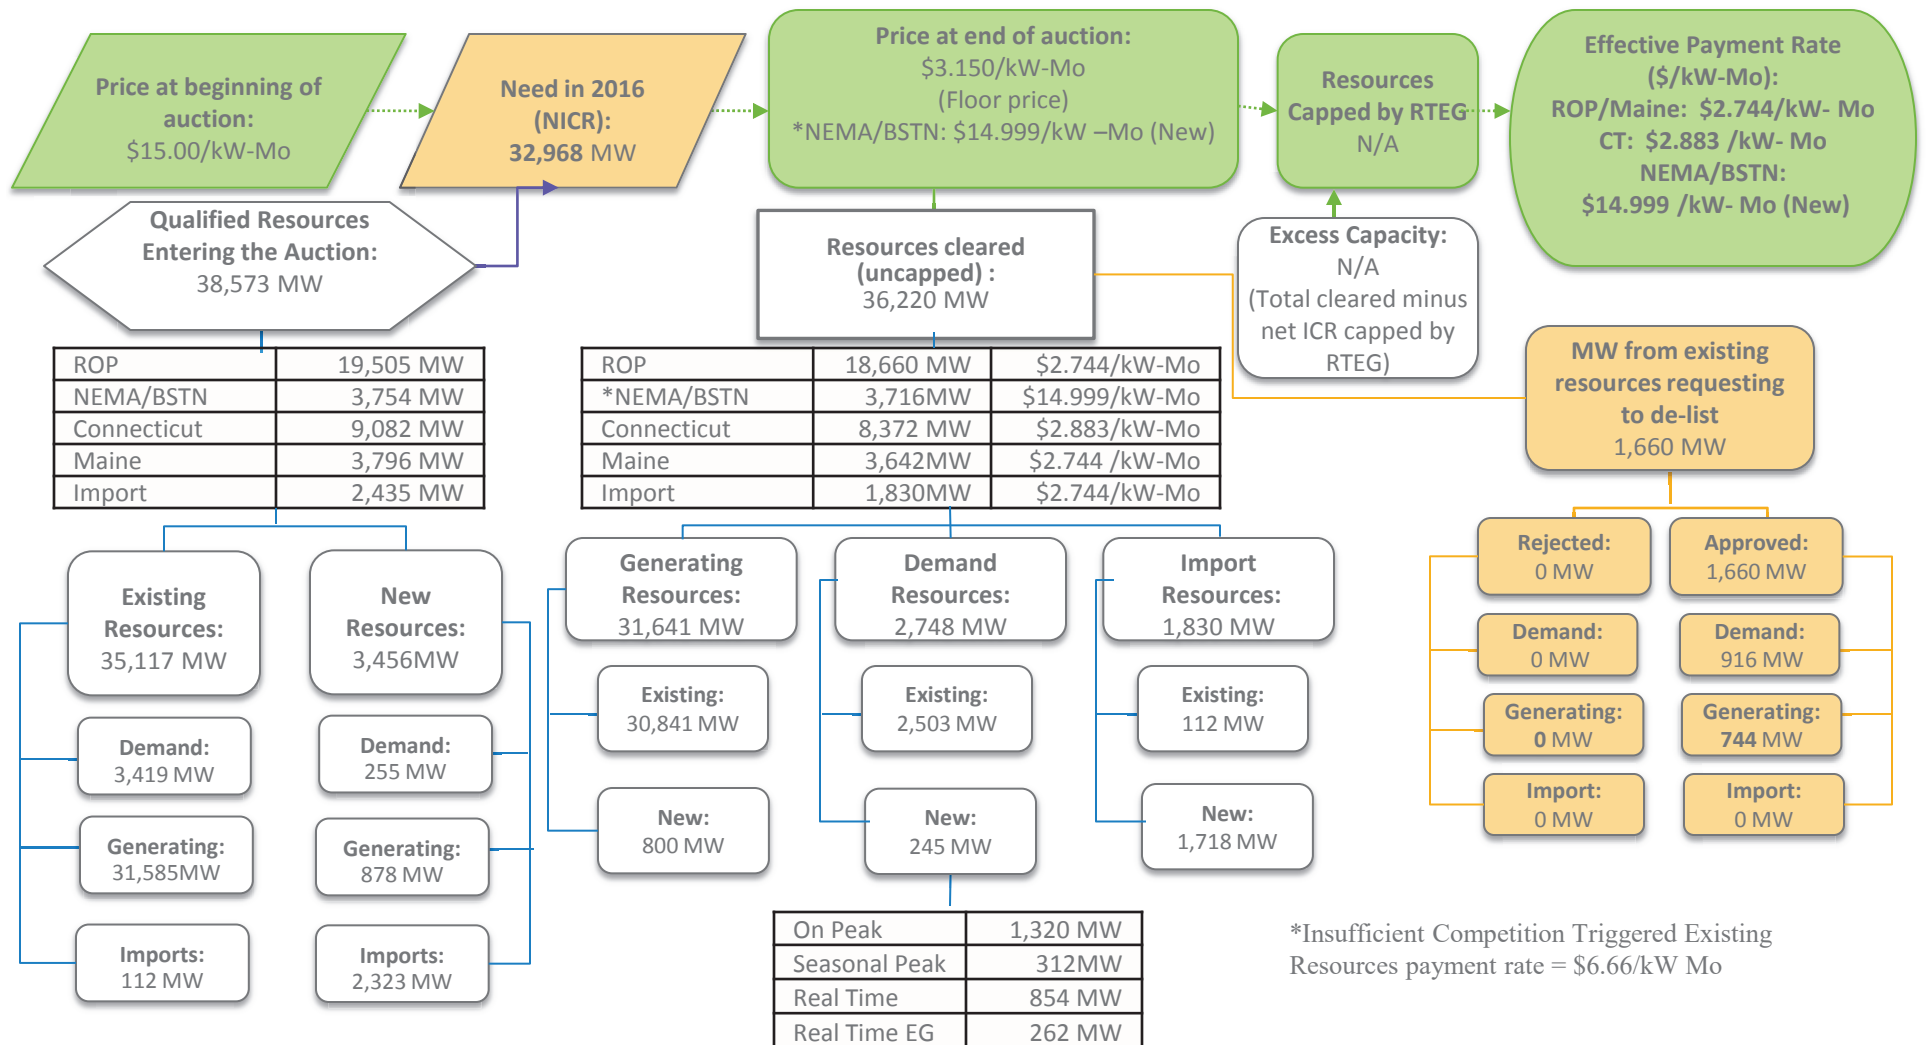 Price at beginning of
auction:
$15.00/kW-Mo
Need in 2016
(NICR):
32,968 MW
Price at end of auction:
$3.150/kW-Mo
(Floor price)
*NEMA/BSTN: $14.999/kW –Mo (New)
Resources
Capped by RTEG
N/A
Effective Payment Rate
($/kW-Mo):
ROP/Maine: $2.744/kW- Mo
CT: $2.883 /kW- Mo
NEMA/BSTN:
$14.999 /kW- Mo (New)
Qualified Resources
Entering the Auction:
38,573 MW
Resources cleared
(uncapped) :
36,220 MW
Excess Capacity:
N/A
(Total cleared minus
net ICR capped by
RTEG)
MW from existing
resources requesting
to de-list
1,660 MW
ROP 19,505 MW
NEMA/BSTN 3,754 MW
Connecticut 9,082 MW
Maine 3,796 MW
Import 2,435 MW
ROP 18,660 MW $2.744/kW-Mo
*NEMA/BSTN 3,716MW $14.999/kW-Mo
Connecticut 8,372 MW $2.883/kW-Mo
Maine 3,642MW $2.744 /kW-Mo
Import 1,830MW $2.744/kW-Mo
Existing
Resources:
35,117 MW
Demand:
3,419 MW
Generating:
31,585MW
Imports:
112 MW
New
Resources:
3,456MW
Demand:
255 MW
Generating:
878 MW
Imports:
2,323 MW
Generating
Resources:
31,641 MW
Existing:
30,841 MW
New:
800 MW
Demand
Resources:
2,748 MW
Existing:
2,503 MW
New:
245 MW
Import
Resources:
1,830 MW
Existing:
112 MW
New:
1,718 MW
Rejected:
0 MW
Demand:
0 MW
Generating:
0 MW
Import:
0 MW
Approved:
1,660 MW
Demand:
916 MW
Generating:
744 MW
Import:
0 MW
On Peak 1,320 MW
Seasonal Peak 312MW
Real Time 854 MW
Real Time EG 262 MW
*Insufficient Competition Triggered Existing
Resources payment rate = $6.66/kW Mo